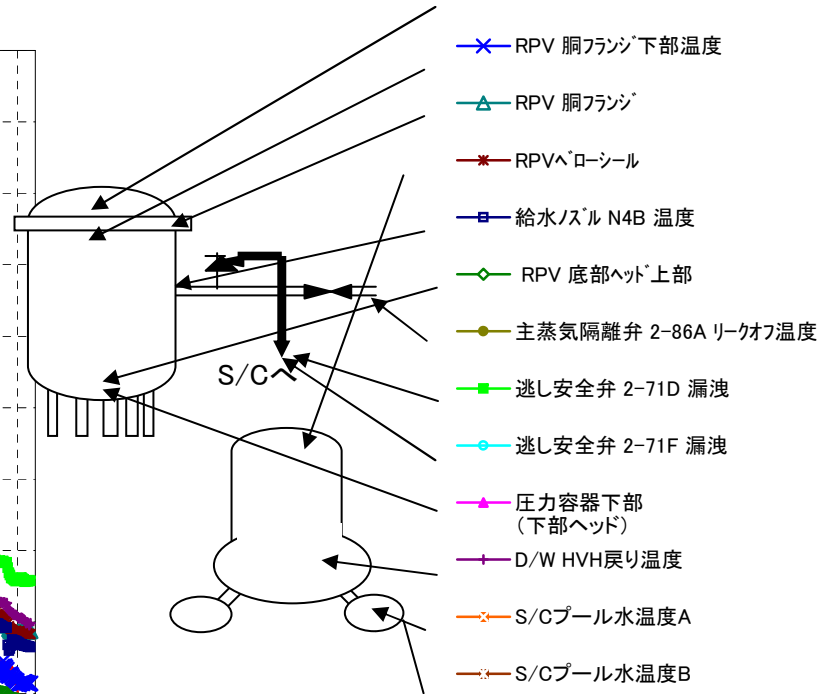 RPV 胴ﾌﾗﾝｼﾞ下部温度
RPV 胴ﾌﾗﾝｼﾞ
RPVﾍﾞﾛｰｼｰﾙ
給水ﾉｽﾞﾙ N4B 温度
RPV 底部ﾍｯﾄﾞ上部
主蒸気隔離弁 2-86A ﾘｰｸｵﾌ温度
逃し安全弁 2-71D 漏洩
逃し安全弁 2-71F 漏洩
圧力容器下部
(下部ヘッド)
D/W HVH戻り温度
S/Cプール水温度A
S/Cプール水温度B
S/Cへ